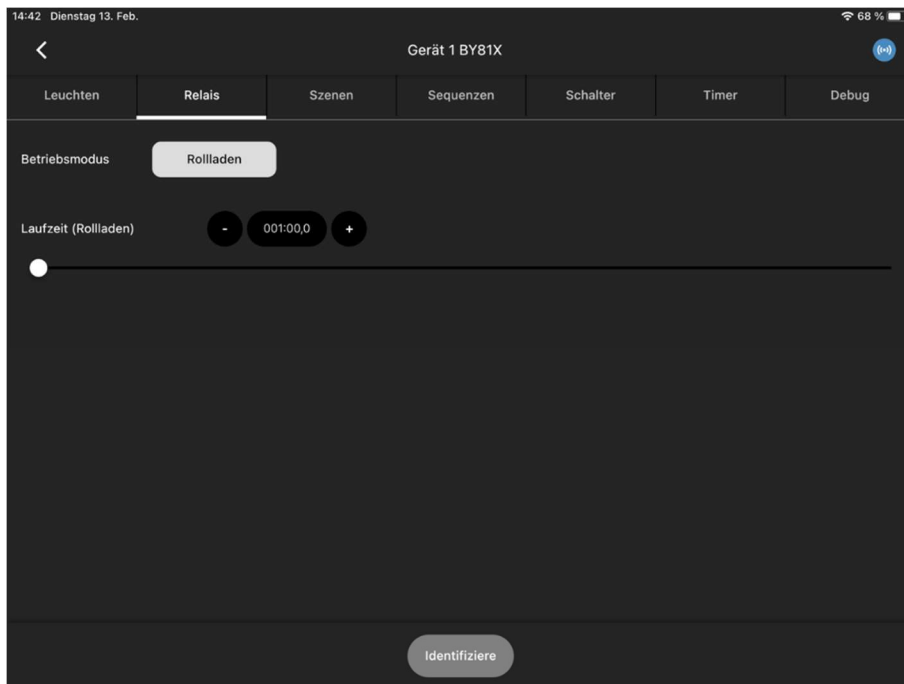 14:42 Dienstag 13. Feb. 68 %
Gerät 1 BY81X
Leuchten Relais Szenen Sequenzen Schalter Timer Debug
Betriebsmodus Rollladen
Laufzeit (Rollladen) - 001:00,0 +
Identifiziere